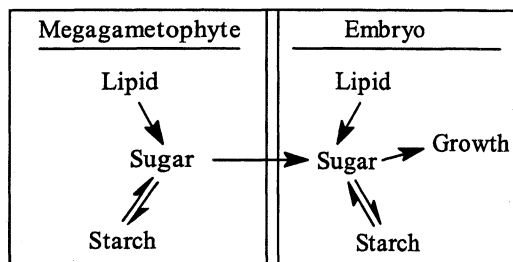 Megagametophyte Embryo
Lipid Lipid
Growth
Sugar Sugar
Starch Starch